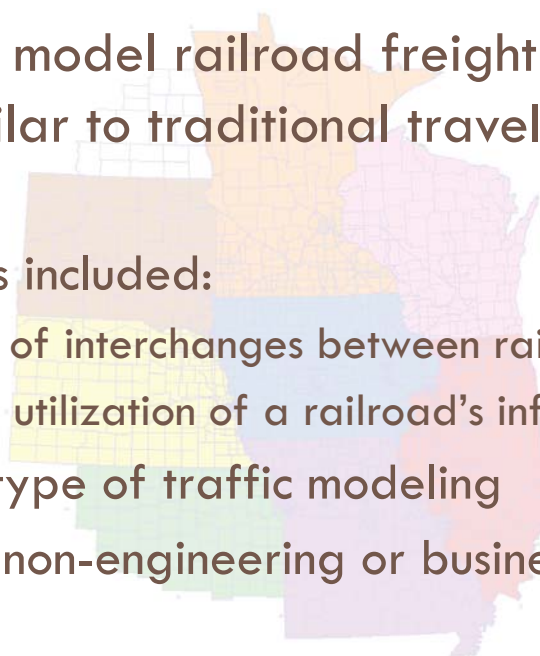 model railroad freight
ilar to traditional travel
s included:
of interchanges between rai
utilization of a railroad’s inf
type of traffic modeling
non-engineering or busine